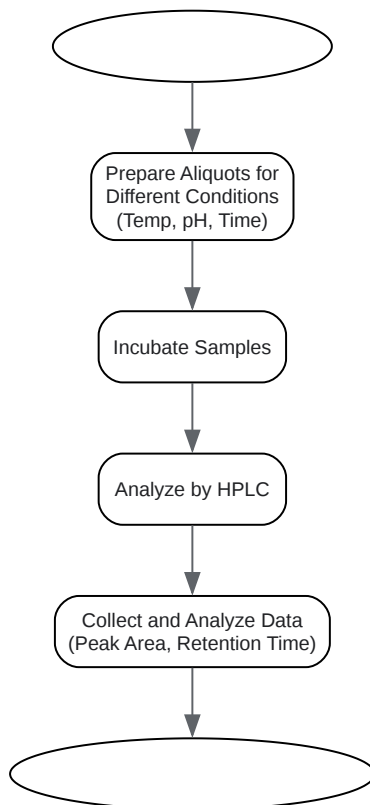 Prepare Aliquots for
Different Conditions
(Temp, pH, Time)
Incubate Samples
Analyze by HPLC
Collect and Analyze Data
(Peak Area, Retention Time)